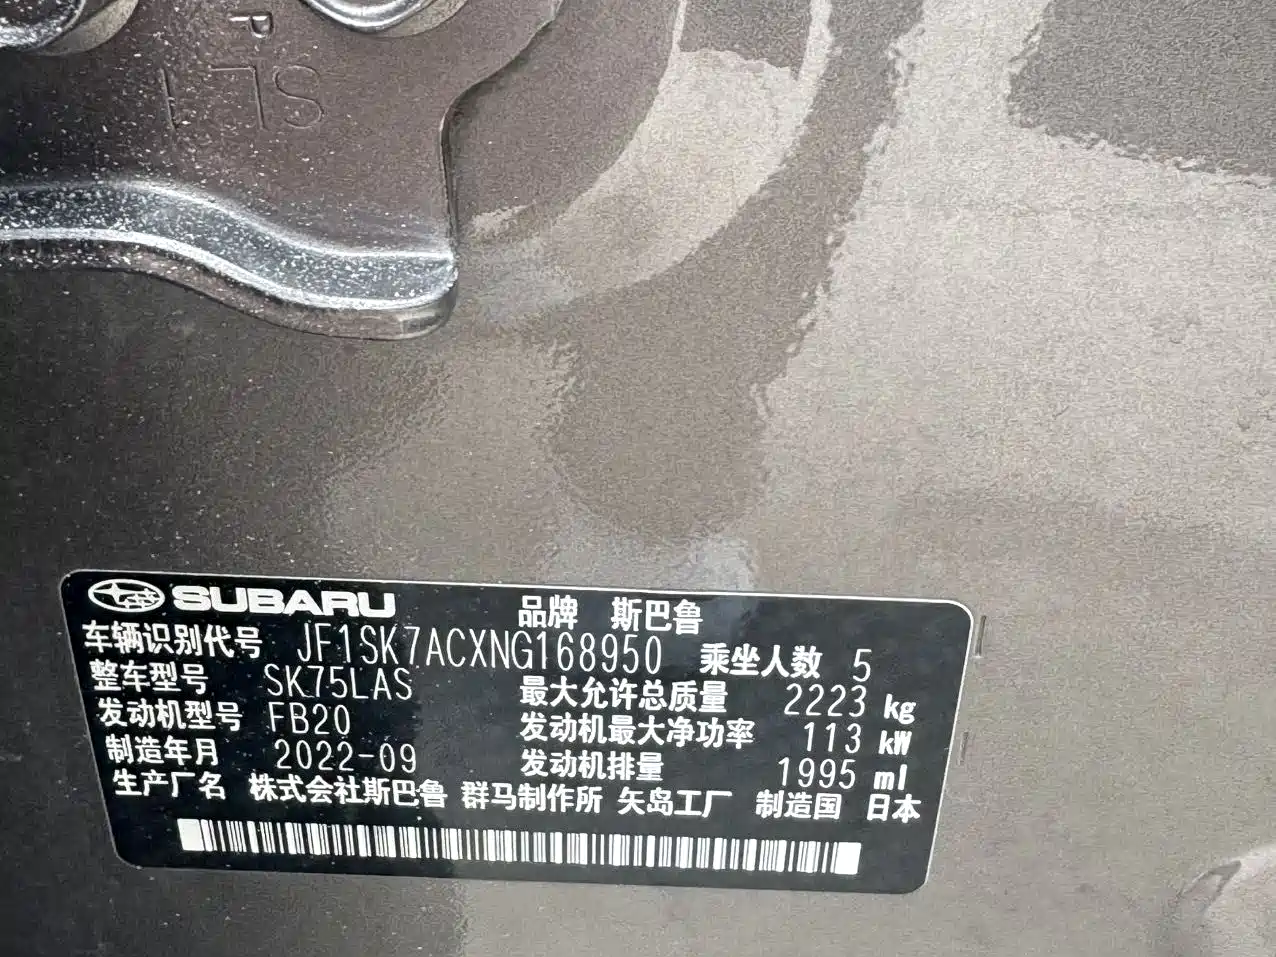 P
SL1
SUBARU 品牌 斯巴鲁
车辆识别代号 JF1SK7ACXNG168950 乘坐人数 5
整车型号 SK75LAS 最大允许总质量 2223 kg
发动机型号 FB20 发动机最大净功率 113 kW
制造年月 2022-09 发动机排量 1995 ml
生产厂名 株式会社斯巴鲁 群马制作所 矢岛工厂 制造国 日本